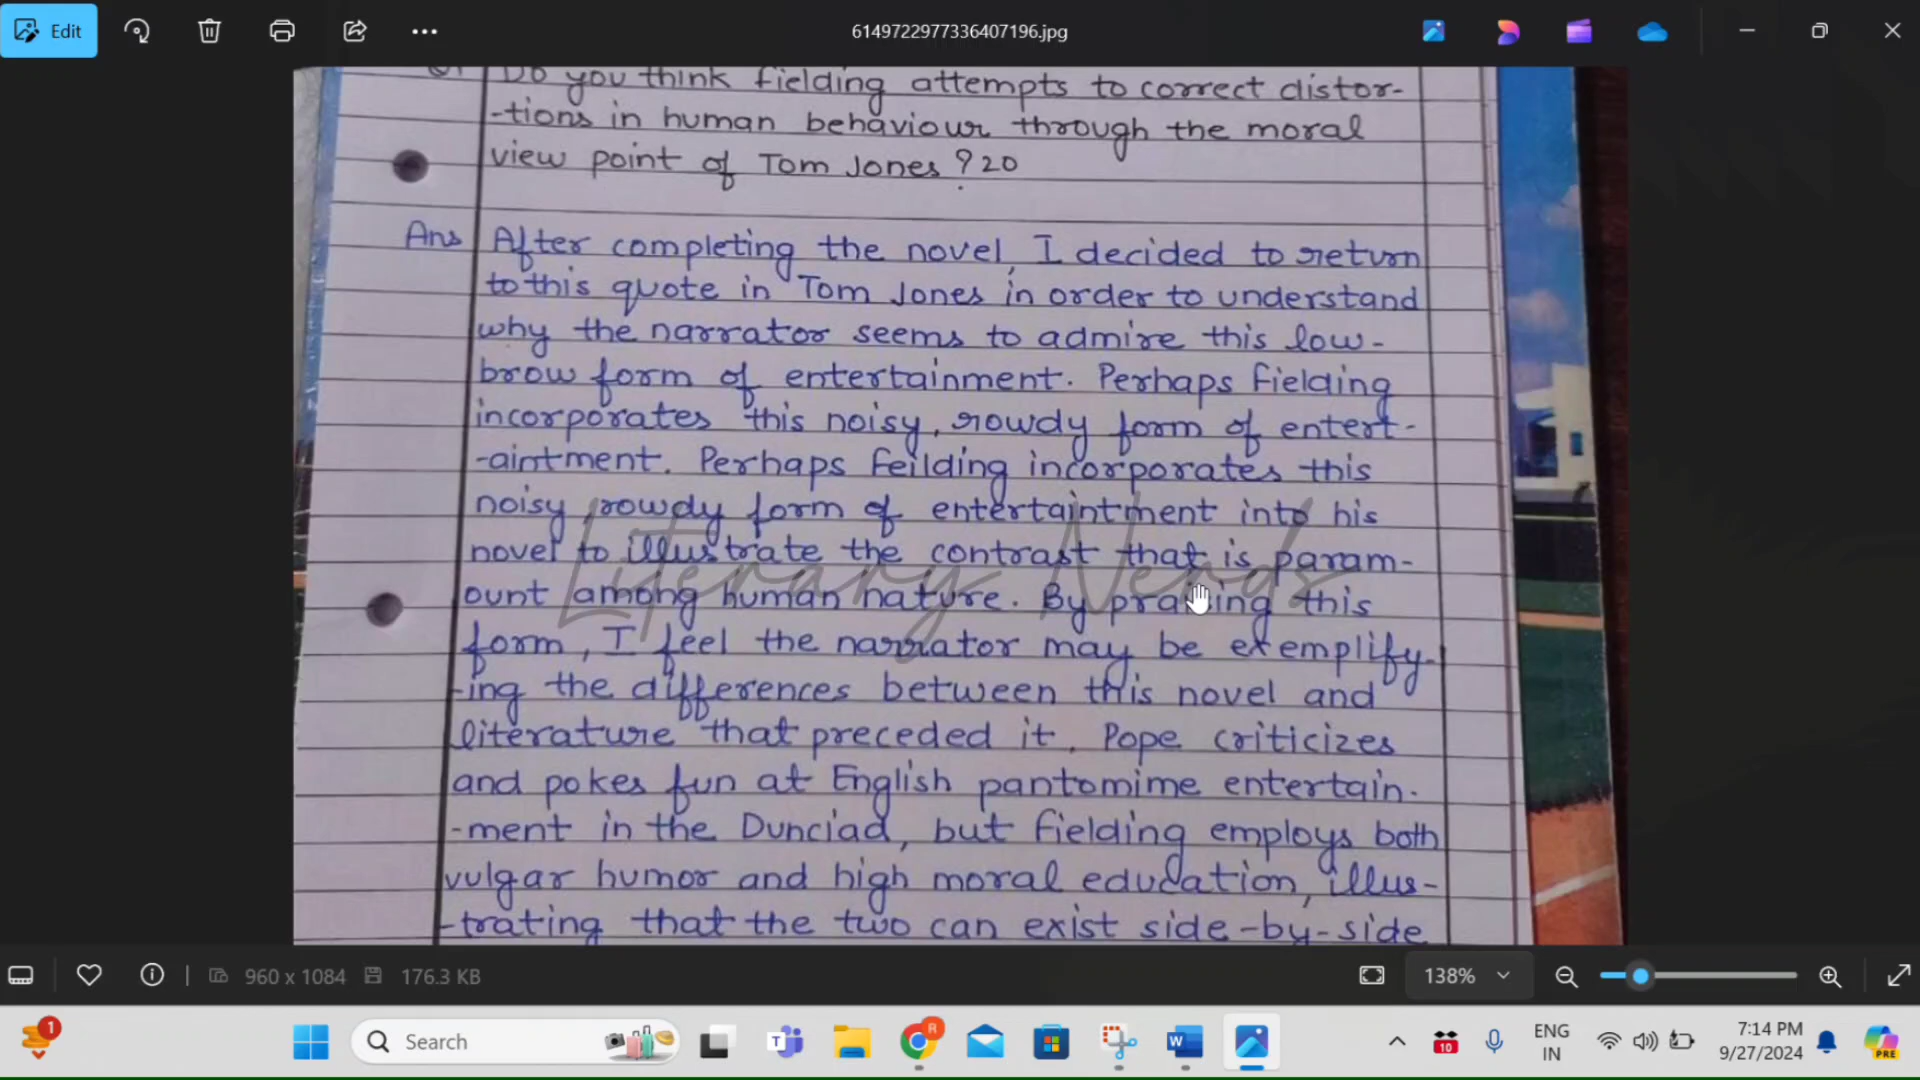 Edit
6149722977336407196.jpg
Q1 Do you think fielding attempts to correct distor-
-tions in human behaviour through the moral
view point of Tom Jones ? 20
Ans After completing the novel, I decided to return
to this quote in Tom Jones in order to understand
why the narrator seems to admire this low-
brow form of entertainment. Perhaps fielding
incorporates this noisy, rowdy form of entert-
-aintment. Perhaps feilding incorporates this
noisy rowdy form of entertaintment into his
novel to illustrate the contrast that is param-
ount among human nature. By praising this
form, I feel the narrator may be exemplify-
-ing the differences between this novel and
literature that preceded it. Pope criticizes
and pokes fun at English pantomime entertain-
-ment in the Dunciad, but fielding employs both
vulgar humor and high moral education, illus-
-trating that the two can exist side-by-side
Literary Nerds
960 x 1084 176.3 KB 138%
1 Search R W 10 ENG 7:14 PM
IN 9/27/2024 PRE